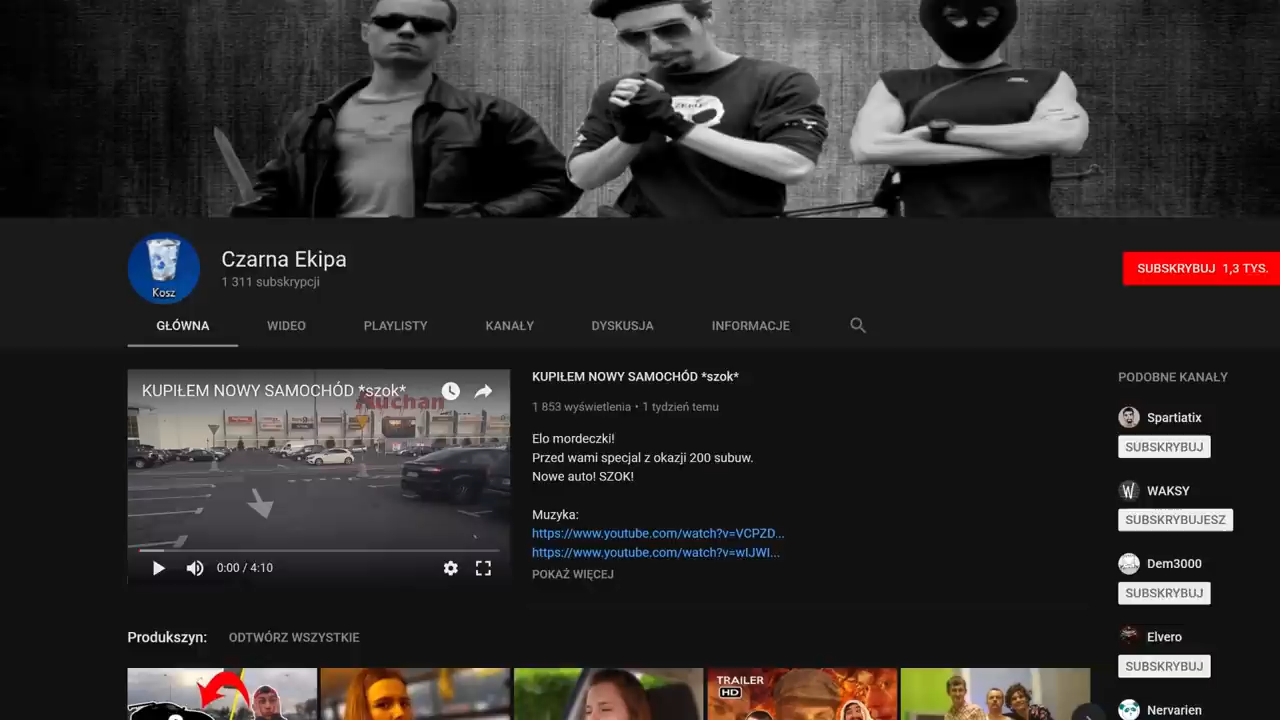 Czarna Ekipa
1 311 subskrypcji
Kosz
SUBSKRYBUJ 1,3 TYS.
GŁÓWNA
WIDEO
PLAYLISTY
KANAŁY
DYSKUSJA
INFORMACJE
KUPIŁEM NOWY SAMOCHÓD *szok*
Auchan
0:00 / 4:10
KUPIŁEM NOWY SAMOCHÓD *szok*
1 853 wyświetlenia • 1 tydzień temu
Elo mordeczki!
Przed wami specjal z okazji 200 subuw.
Nowe auto! SZOK!
Muzyka:
https://www.youtube.com/watch?v=VCPZD...
https://www.youtube.com/watch?v=wIJWI...
POKAŻ WIĘCEJ
PODOBNE KANAŁY
Spartiatix
SUBSKRYBUJ
WAKSY
SUBSKRYBUJESZ
Dem3000
SUBSKRYBUJ
Elvero
SUBSKRYBUJ
Nervarien
Produkszyn:
ODTWÓRZ WSZYSTKIE
TRAILER
HD